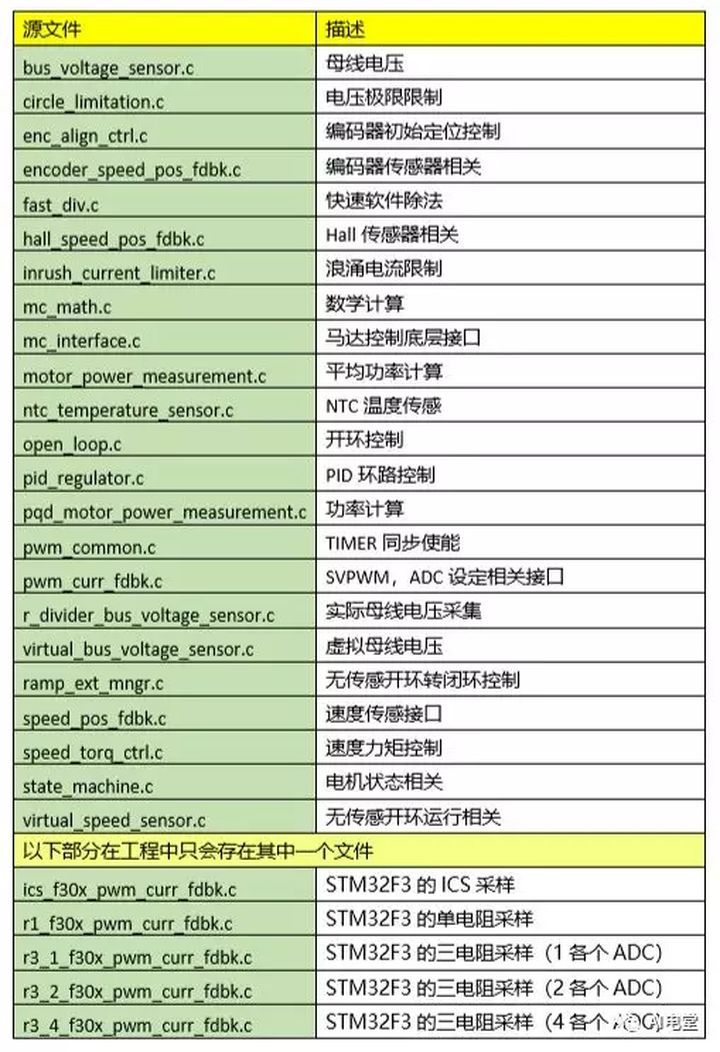 源文件 描述
bus_voltage_sensor.c 母线电压
circle_limitation.c 电压极限限制
enc_align_ctrl.c 编码器初始定位控制
encoder_speed_pos_fdbk.c 编码器传感器相关
fast_div.c 快速软件除法
hall_speed_pos_fdbk.c Hall 传感器相关
inrush_current_limiter.c 浪涌电流限制
mc_math.c 数学计算
mc_interface.c 马达控制底层接口
motor_power_measurement.c 平均功率计算
ntc_temperature_sensor.c NTC 温度传感
open_loop.c 开环控制
pid_regulator.c PID 环路控制
pqd_motor_power_measurement.c 功率计算
pwm_common.c TIMER 同步使能
pwm_curr_fdbk.c SVPWM，ADC 设定相关接口
r_divider_bus_voltage_sensor.c 实际母线电压采集
virtual_bus_voltage_sensor.c 虚拟母线电压
ramp_ext_mngr.c 无传感开环转闭环控制
speed_pos_fdbk.c 速度传感接口
speed_torq_ctrl.c 速度力矩控制
state_machine.c 电机状态相关
virtual_speed_sensor.c 无传感开环运行相关
以下部分在工程中只会存在其中一个文件
ics_f30x_pwm_curr_fdbk.c STM32F3 的 ICS 采样
r1_f30x_pwm_curr_fdbk.c STM32F3 的单电阻采样
r3_1_f30x_pwm_curr_fdbk.c STM32F3 的三电阻采样（1 各个 ADC）
r3_2_f30x_pwm_curr_fdbk.c STM32F3 的三电阻采样（2 各个 ADC）
r3_4_f30x_pwm_curr_fdbk.c STM32F3 的三电阻采样（4 各个 ADC）
AI电堂